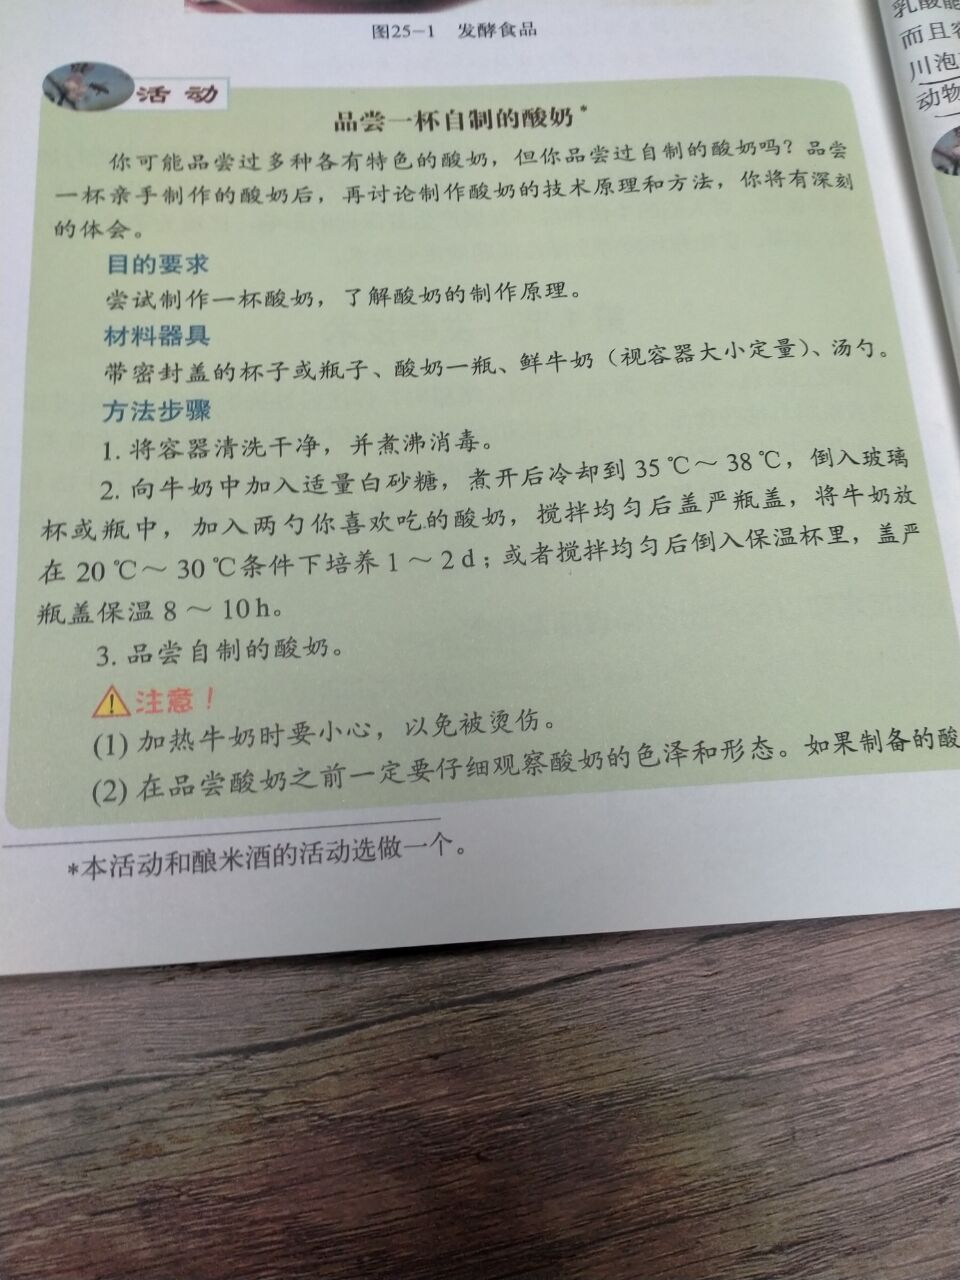 图25-1 发酵食品
活动
品尝一杯自制的酸奶*
你可能品尝过多种各有特色的酸奶，但你品尝过自制的酸奶吗？品尝
一杯亲手制作的酸奶后，再讨论制作酸奶的技术原理和方法，你将有深刻
的体会。
目的要求
尝试制作一杯酸奶，了解酸奶的制作原理。
材料器具
带密封盖的杯子或瓶子、酸奶一瓶、鲜牛奶（视容器大小定量）、汤勺。
方法步骤
1. 将容器清洗干净，并煮沸消毒。
2. 向牛奶中加入适量白砂糖，煮开后冷却到 35 ℃～ 38 ℃，倒入玻璃
杯或瓶中，加入两勺你喜欢吃的酸奶，搅拌均匀后盖严瓶盖，将牛奶放
在 20 ℃～ 30 ℃条件下培养 1 ～ 2 d；或者搅拌均匀后倒入保温杯里，盖严
瓶盖保温 8 ～ 10 h。
3. 品尝自制的酸奶。
注意！
(1) 加热牛奶时要小心，以免被烫伤。
(2) 在品尝酸奶之前一定要仔细观察酸奶的色泽和形态。如果制备的酸
*本活动和酿米酒的活动选做一个。
乳酸
而且
川泡
动物